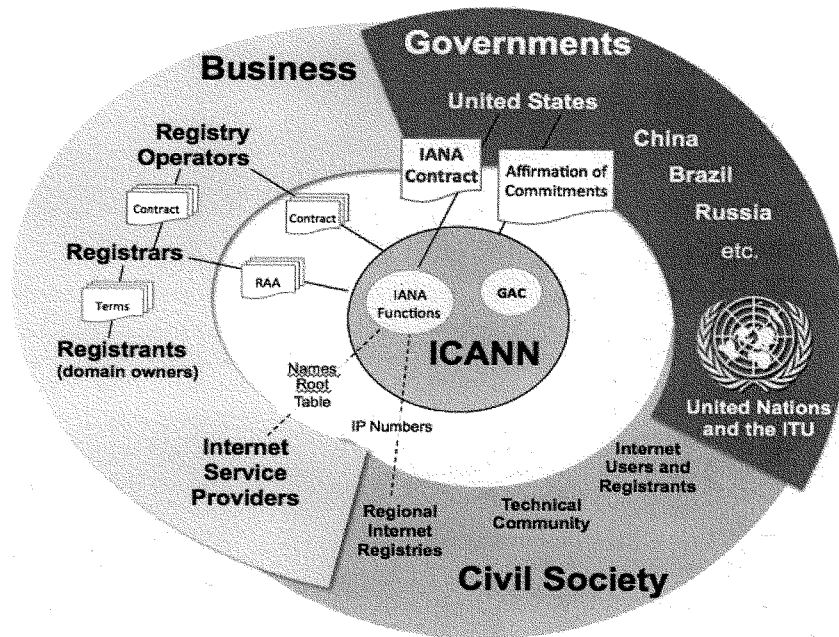 Governments
Business
United States
Registry
Operators
IANA
Contract
Affirmation of
Commitments
China
Brazil
Russia
etc.
Contract
Contract
Registrars
RAA
Terms
IANA
Functions
GAC
ICANN
Registrants
(domain owners)
Names
Root
Table
IP Numbers
United Nations
and the ITU
Internet
Service
Providers
Internet
Users and
Registrants
Regional
Internet
Registries
Technical
Community
Civil Society